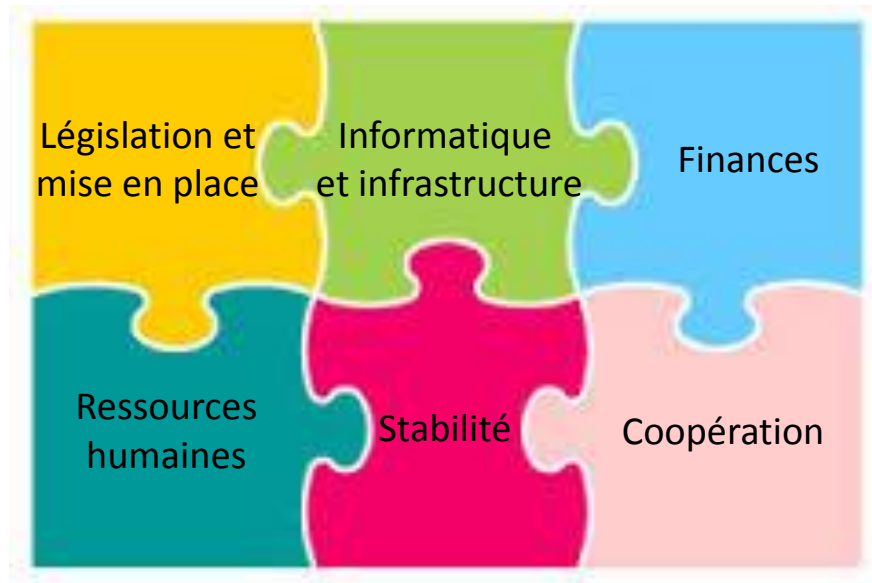 Législation et
mise en place
Informatique
et infrastructure
Finances
Ressources
humaines
Stabilité
Coopération